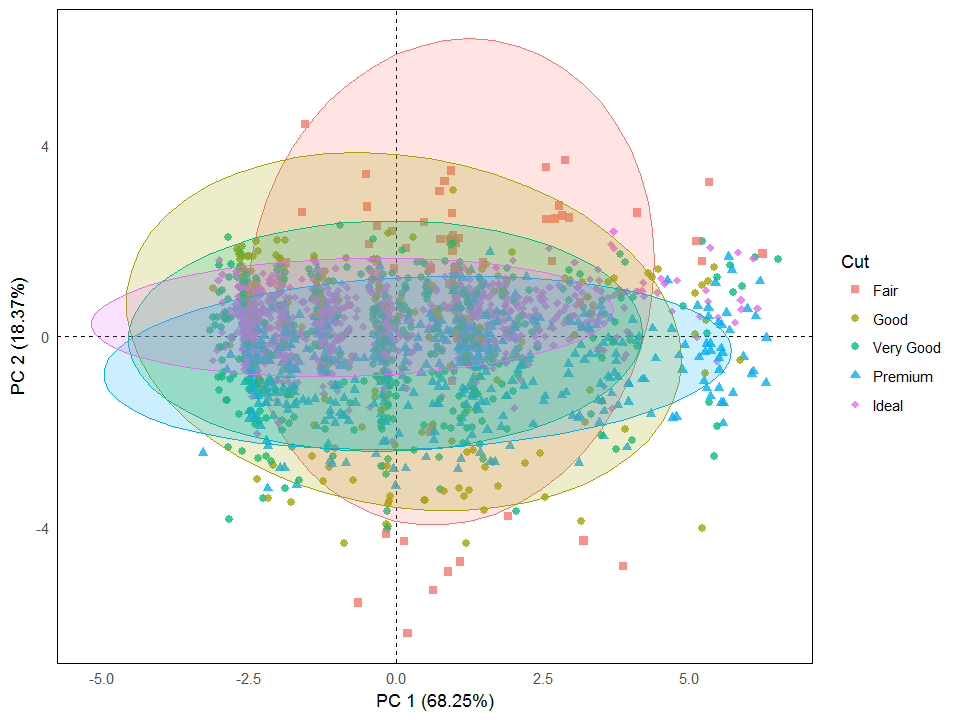 4
0
-4
PC 2 (18.37%)
-5.0 -2.5 0.0 2.5 5.0
PC 1 (68.25%)
Cut
Fair
Good
Very Good
Premium
Ideal